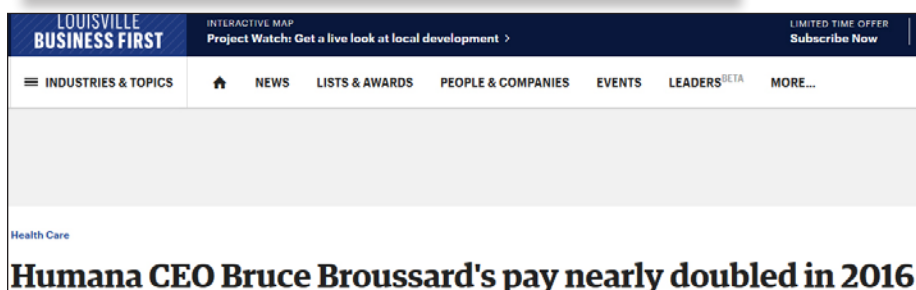 LOUISVILLE
BUSINESS FIRST
INTERACTIVE MAP
Project Watch: Get a live look at local development >
LIMITED TIME OFFER
Subscribe Now
INDUSTRIES & TOPICS
NEWS
LISTS & AWARDS
PEOPLE & COMPANIES
EVENTS
LEADERS BETA
MORE...
Health Care
Humana CEO Bruce Broussard's pay nearly doubled in 2016